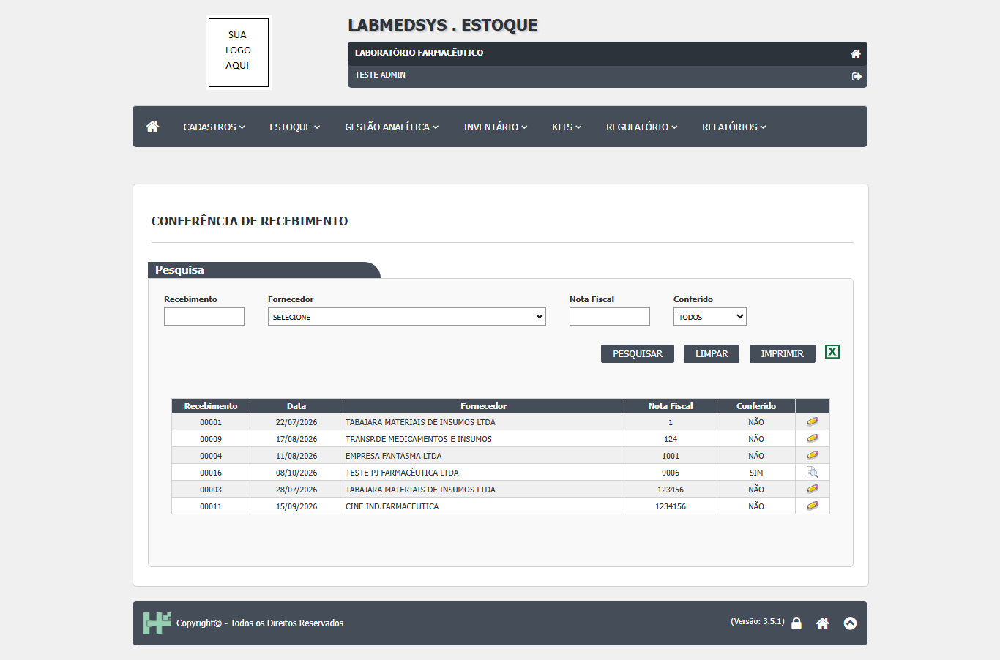 SUA
LOGO
AQUI
LABMEDSYS . ESTOQUE
LABORATÓRIO FARMACÊUTICO
TESTE ADMIN
CADASTROS ESTOQUE GESTÃO ANALÍTICA INVENTÁRIO KITS REGULATÓRIO RELATÓRIOS
CONFERÊNCIA DE RECEBIMENTO
Pesquisa
Recebimento Fornecedor Nota Fiscal Conferido
SELECIONE TODOS
PESQUISAR LIMPAR IMPRIMIR X
Recebimento Data Fornecedor Nota Fiscal Conferido
00001 22/07/2026 TABAJARA MATERIAIS DE INSUMOS LTDA 1 NÃO
00009 17/08/2026 TRANSP.DE MEDICAMENTOS E INSUMOS 124 NÃO
00004 11/08/2026 EMPRESA FANTASMA LTDA 1001 NÃO
00016 08/10/2026 TESTE PJ FARMACÊUTICA LTDA 9006 SIM
00003 28/07/2026 TABAJARA MATERIAIS DE INSUMOS LTDA 123456 NÃO
00011 15/09/2026 CINE IND.FARMACEUTICA 1234156 NÃO
Copyright© - Todos os Direitos Reservados (Versão: 3.5.1)